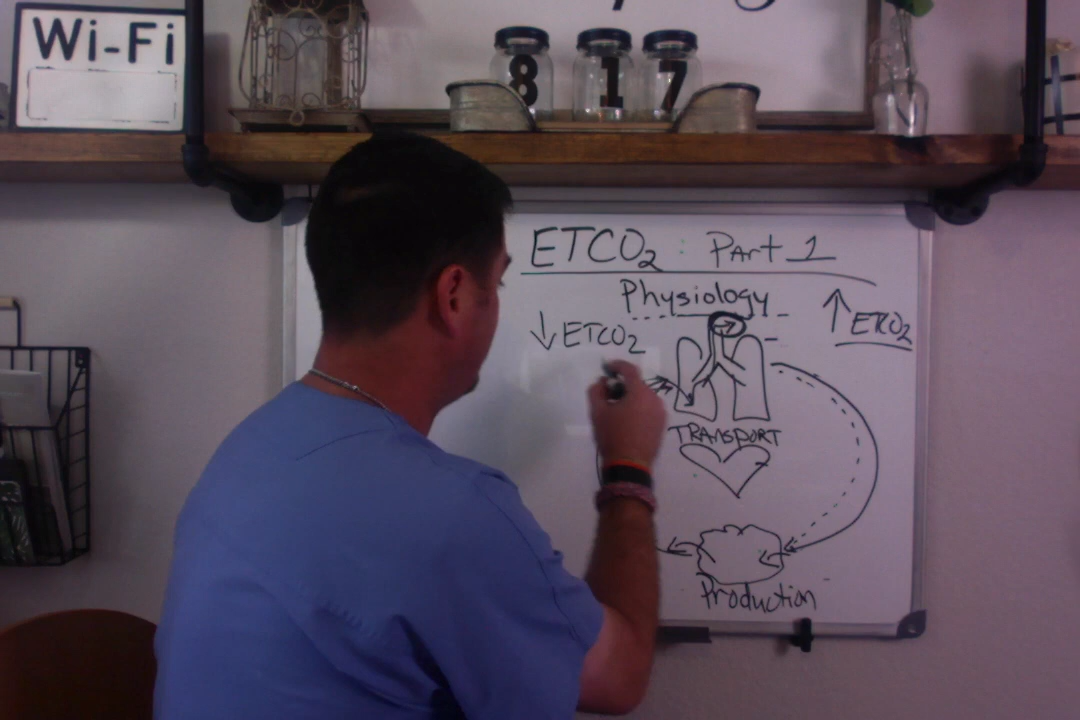 Wi-Fi
8 1 7
ETCO2 : Part 1
Physiology
↓ ETCO2
↑ ETCO2
TRANSPORT
Production